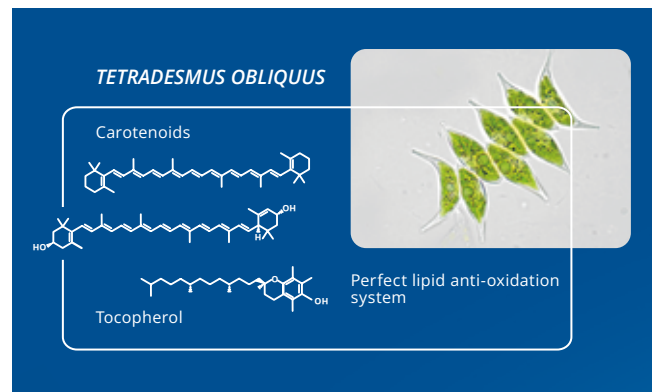 TETRADESMUS OBLIQUUS
Carotenoids
OH
HO
H
O
OH
Perfect lipid anti-oxidation
system
Tocopherol